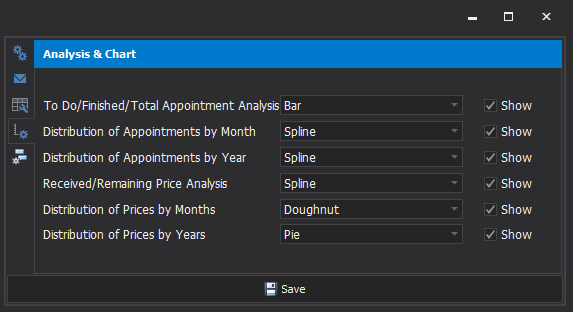 Analysis & Chart
To Do/Finished/Total Appointment Analysis Bar Show
Distribution of Appointments by Month Spline Show
Distribution of Appointments by Year Spline Show
Received/Remaining Price Analysis Spline Show
Distribution of Prices by Months Doughnut Show
Distribution of Prices by Years Pie Show
Save